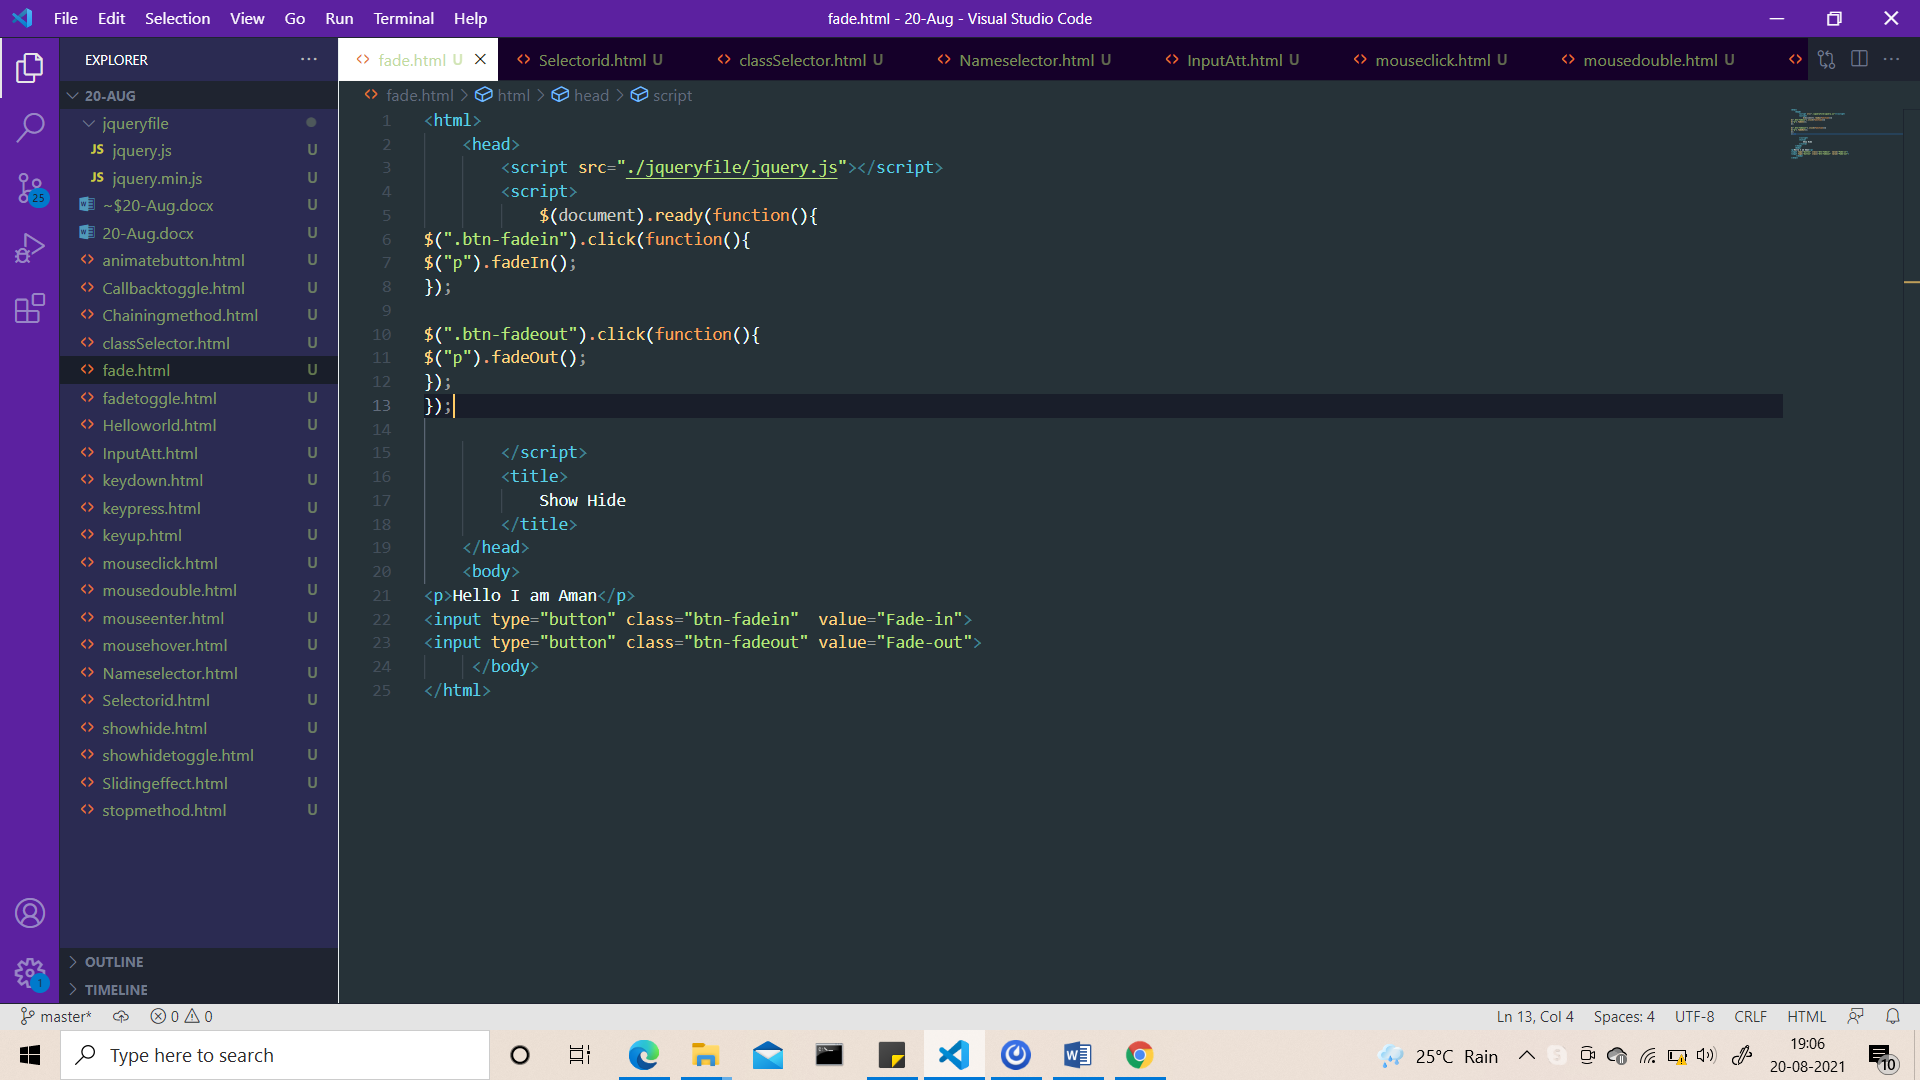 File Edit Selection View Go Run Terminal Help
fade.html - 20-Aug - Visual Studio Code
EXPLORER
fade.html U
Selectorid.html U
classSelector.html U
Nameselector.html U
InputAtt.html U
mouseclick.html U
mousedouble.html U
20-AUG
jqueryfile
JS jquery.js U
JS jquery.min.js U
~$20-Aug.docx U
20-Aug.docx U
animatebutton.html U
Callbacktoggle.html U
Chainingmethod.html U
classSelector.html U
fade.html U
fadetoggle.html U
Helloworld.html U
InputAtt.html U
keydown.html U
keypress.html U
keyup.html U
mouseclick.html U
mousedouble.html U
mouseenter.html U
mousehover.html U
Nameselector.html U
Selectorid.html U
showhide.html U
showhidetoggle.html U
Slidingeffect.html U
stopmethod.html U
OUTLINE
TIMELINE
25
1
fade.html > html > head > script
1 <html>
2 <head>
3 <script src="./jqueryfile/jquery.js"></script>
4 <script>
5 $(document).ready(function(){
6 $(".btn-fadein").click(function(){
7 $("p").fadeIn();
8 });
9
10 $(".btn-fadeout").click(function(){
11 $("p").fadeOut();
12 });
13 });
14
15 </script>
16 <title>
17 Show Hide
18 </title>
19 </head>
20 <body>
21 <p>Hello I am Aman</p>
22 <input type="button" class="btn-fadein"  value="Fade-in">
23 <input type="button" class="btn-fadeout" value="Fade-out">
24 </body>
25 </html>
master* 0 0
Ln 13, Col 4 Spaces: 4 UTF-8 CRLF HTML
Type here to search
25°C Rain
19:06
20-08-2021
10